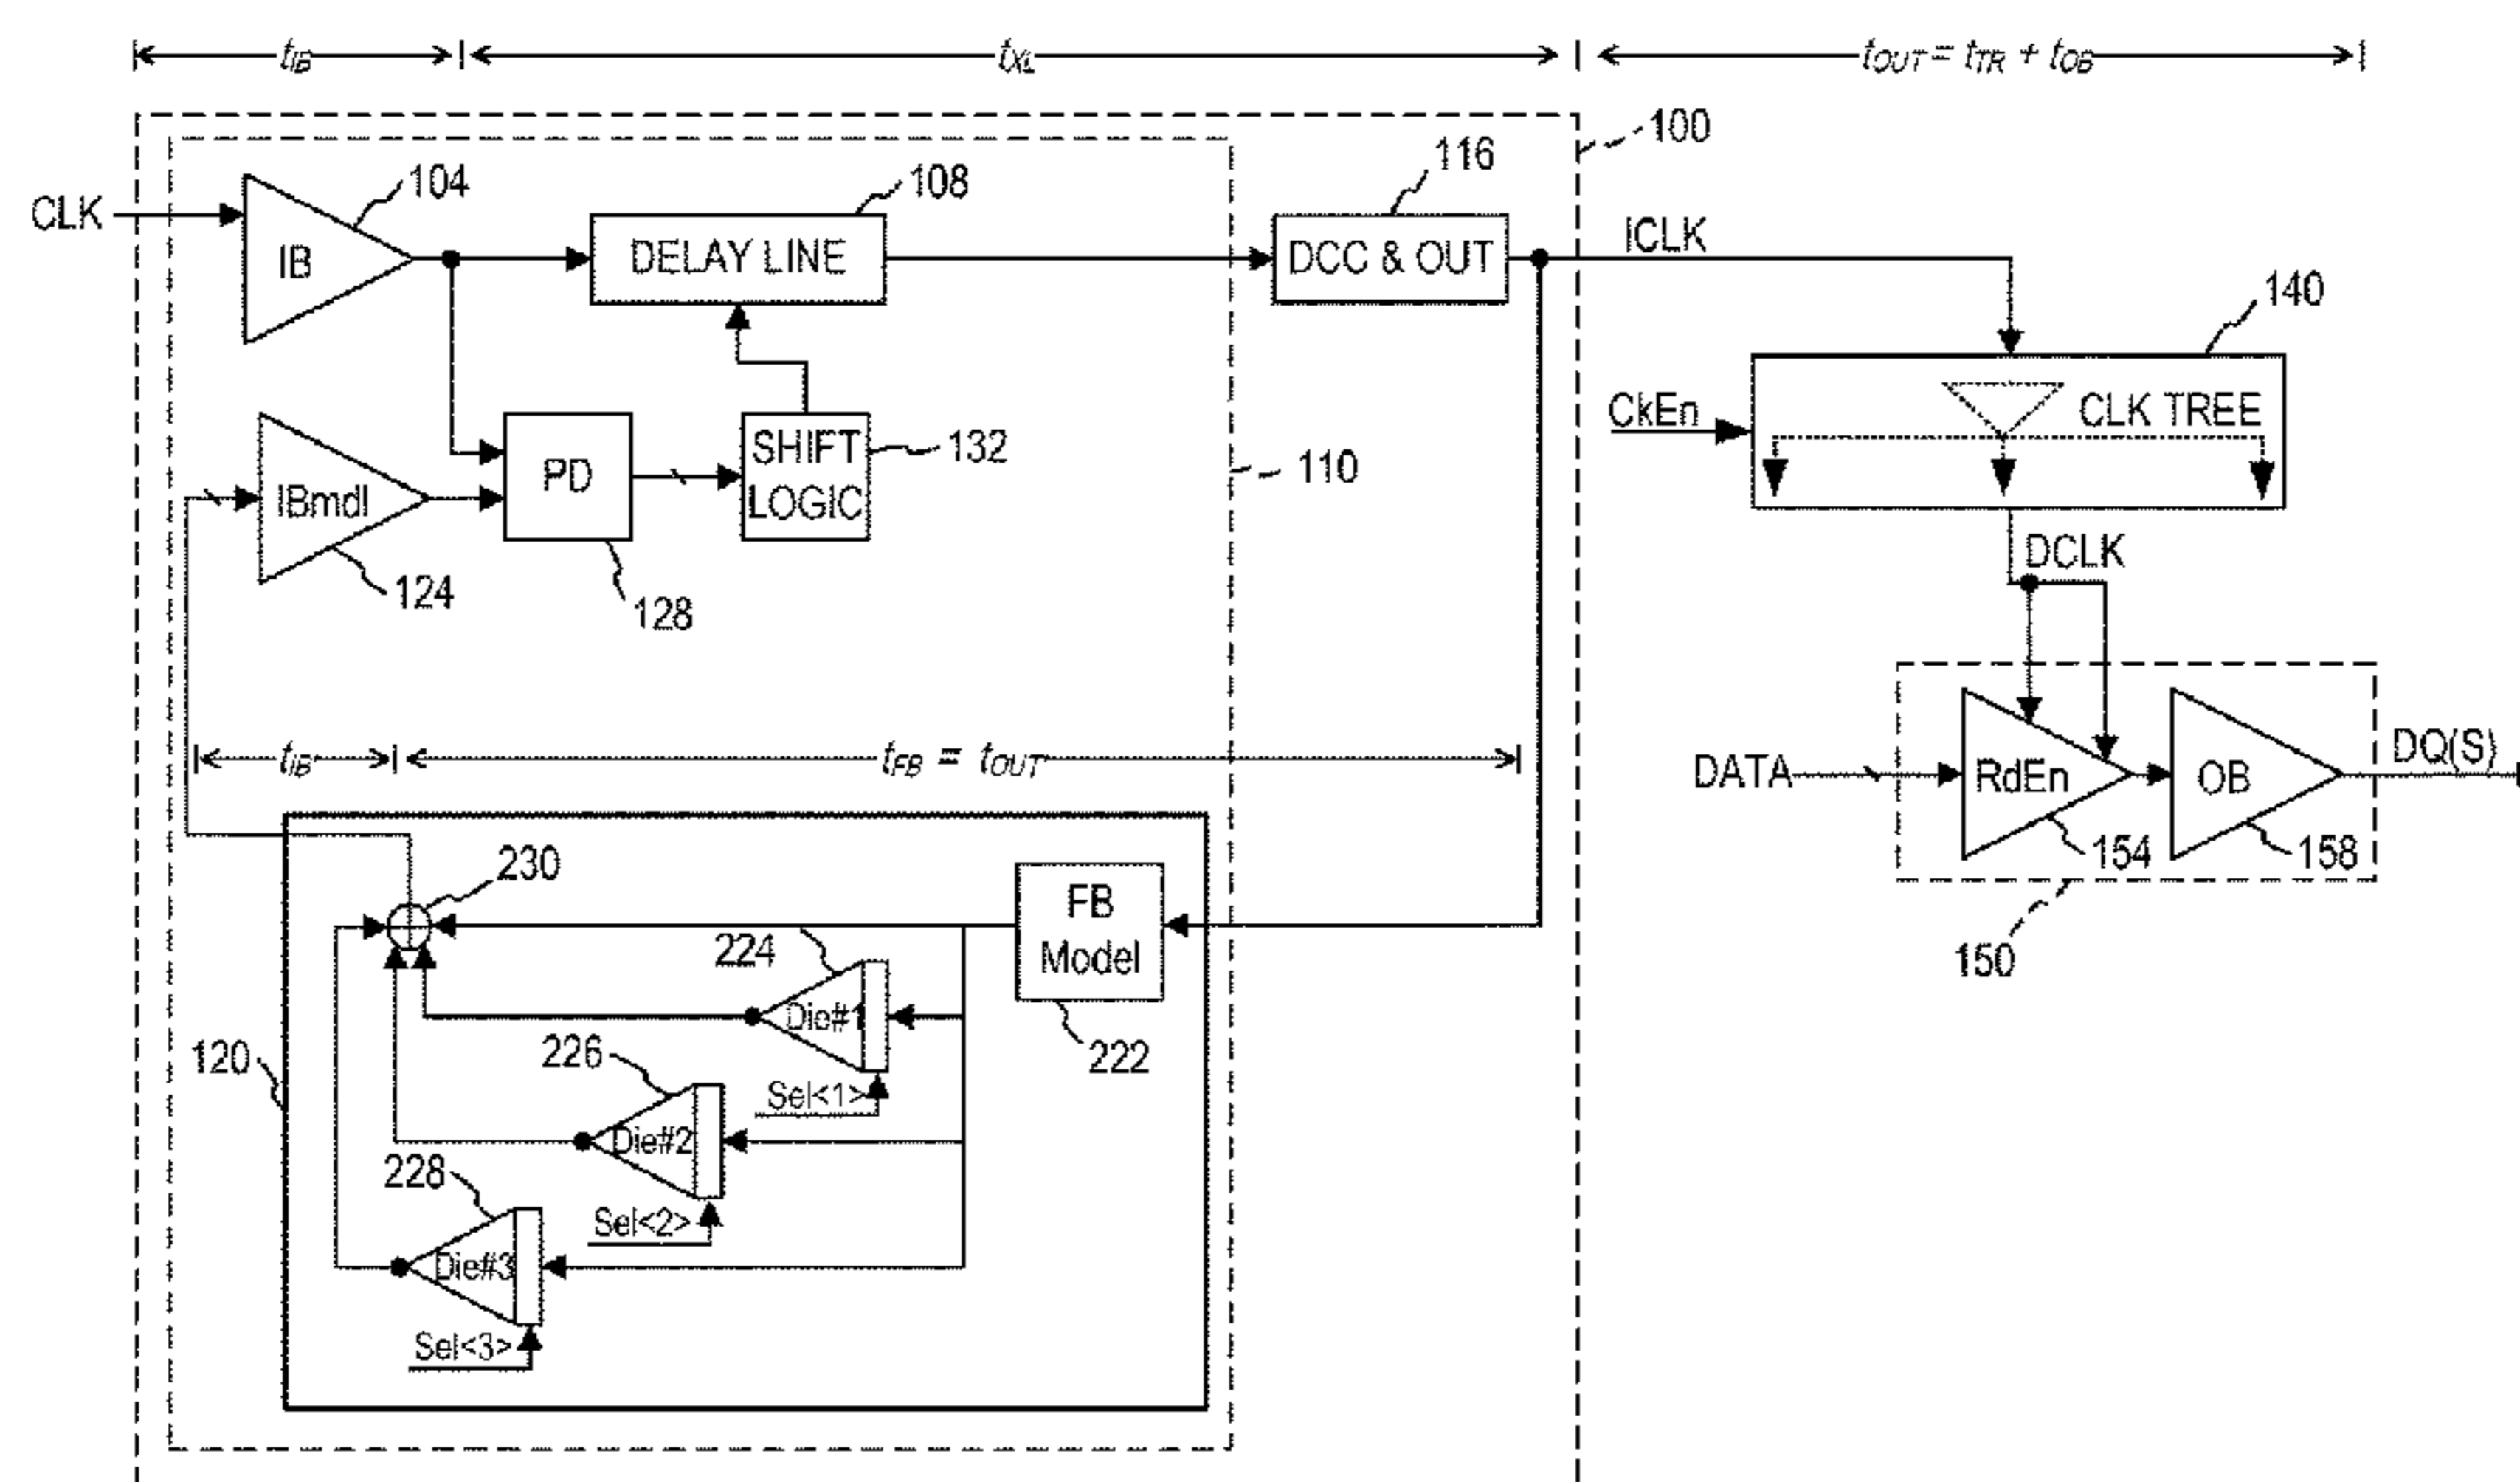 tIB
tXL
tOUT = tTR + tOB
100
116
104
108
CLK
IB
DELAY LINE
DCC & OUT
ICLK
140
CkEn
CLK TREE
SHIFT
LOGIC
132
PD
110
IBmdl
DCLK
124
128
tIB
tFB = tOUT
DATA
RdEn
OB
DQ(S)
154
158
150
230
FB
Model
224
Die#1
222
120
226
Sel<1>
Die#2
228
Sel<2>
Die#3
Sel<3>